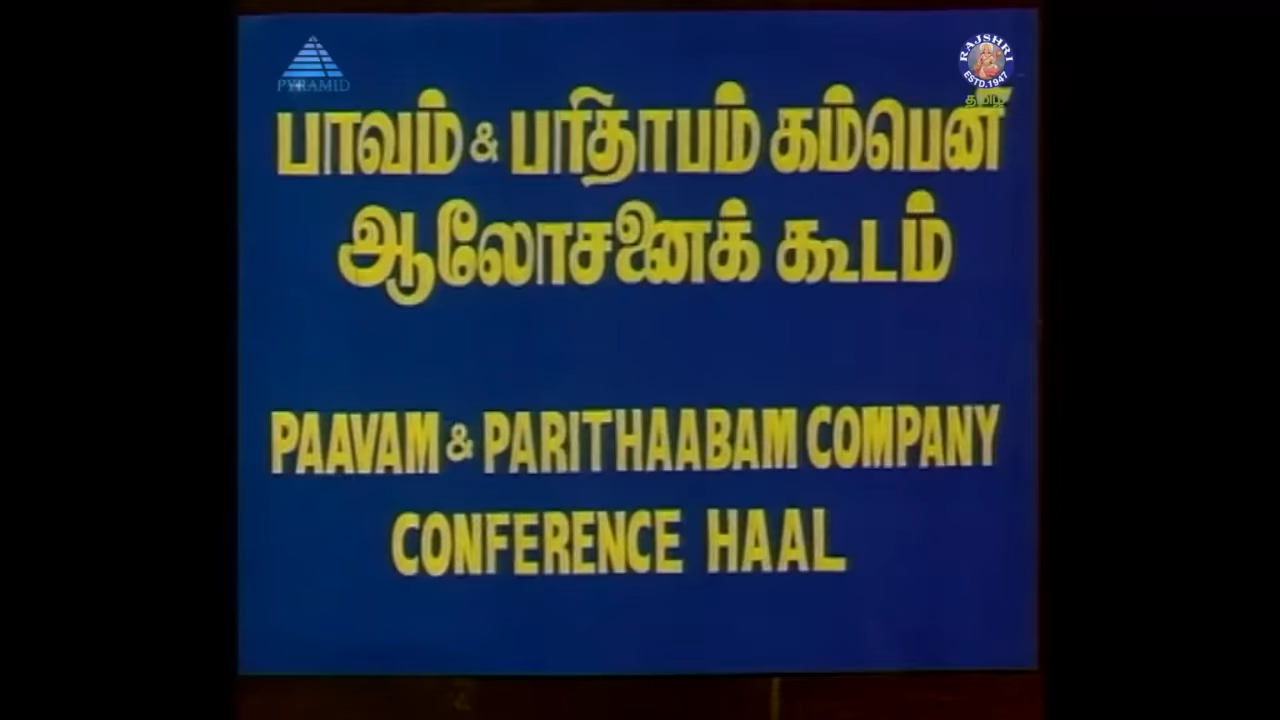 PYRAMID
RAJSHRI
ESTD.1947
தமிழ்
பாவம் & பரிதாபம் கம்பெனி
ஆலோசனைக் கூடம்
PAAVAM & PARITHAABAM COMPANY
CONFERENCE HAAL